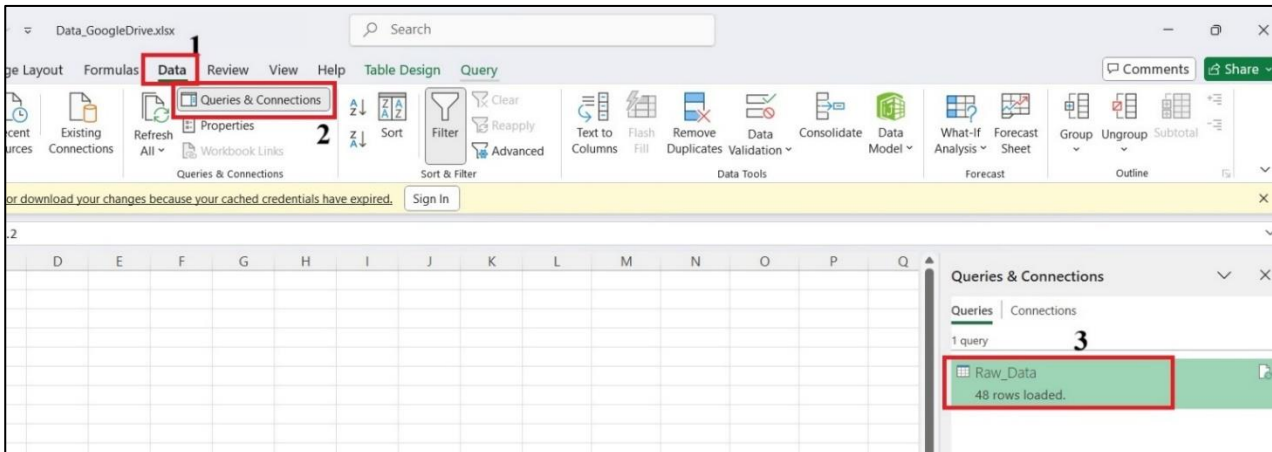 Data_GoogleDrive.xlsx
Search
1
ge Layout Formulas Data Review View Help Table Design Query
Comments Share
Queries & Connections
Properties
Workbook Links
2
cent
urces
Existing
Connections
Refresh
All
Queries & Connections
Sort
Filter
Clear
Reapply
Advanced
Sort & Filter
Text to
Columns
Flash
Fill
Remove
Duplicates
Data
Validation
Consolidate
Data
Model
Data Tools
What-If
Analysis
Forecast
Sheet
Forecast
Group
Ungroup
Subtotal
Outline
or download your changes because your cached credentials have expired. Sign In
.2
D E F G H I J K L M N O P Q
Queries & Connections
Queries Connections
1 query
3
Raw_Data
48 rows loaded.